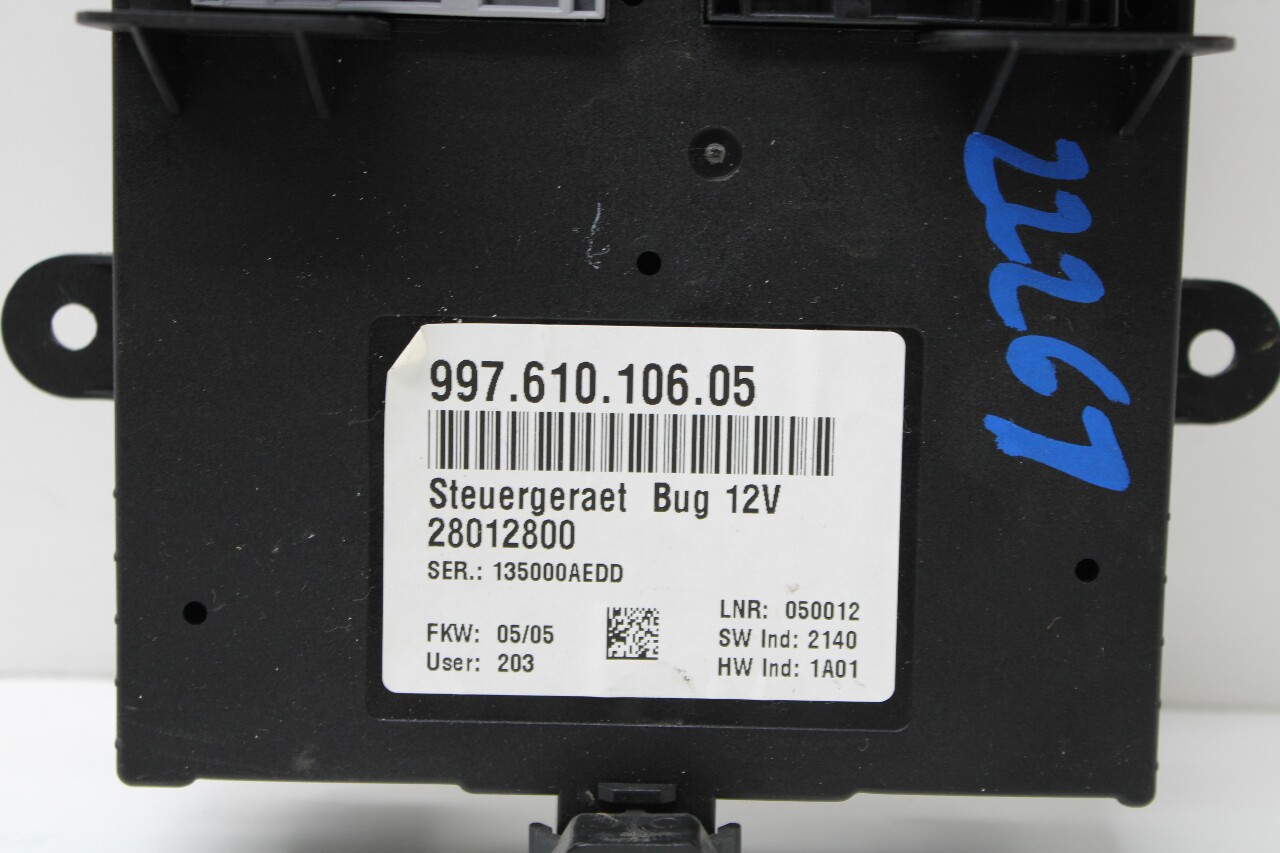 2261
997.610.106.05
Steuergeraet Bug 12V
28012800
SER.: 135000AEDD
FKW: 05/05
User: 203
LNR: 050012
SW Ind: 2140
HW Ind: 1A01